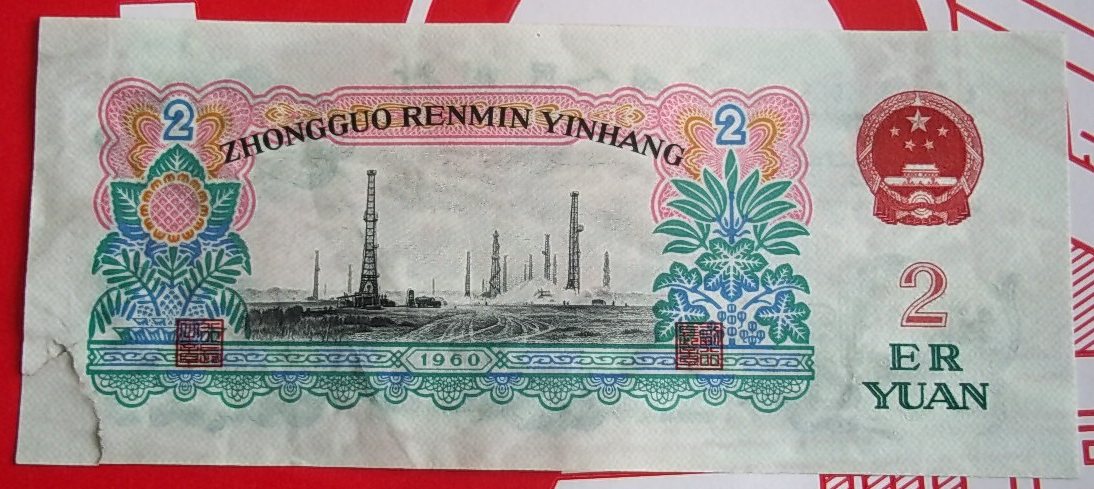 2
2
ZHONGGUO RENMIN YINHANG
2
ER
YUAN
1960